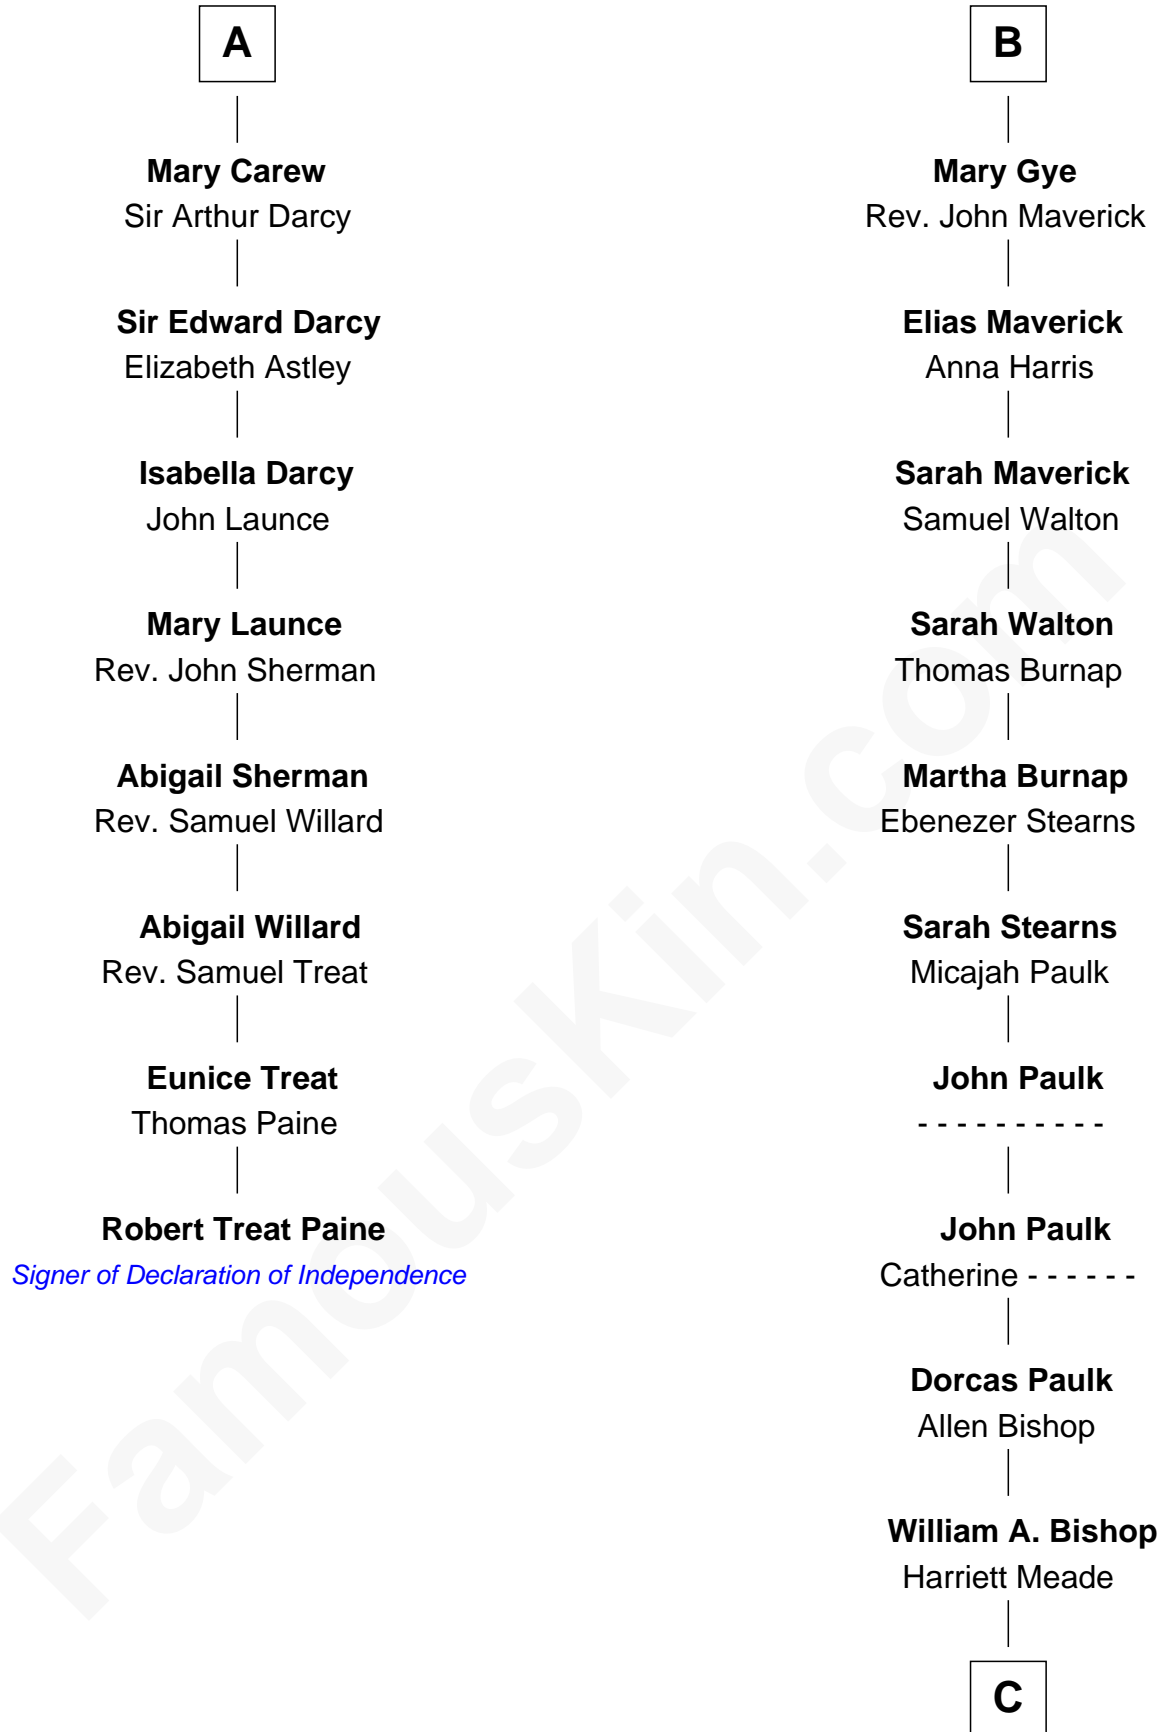 A
Mary Carew
Sir Arthur Darcy
Sir Edward Darcy
Elizabeth Astley
Isabella Darcy
John Launce
Mary Launce
Rev. John Sherman
Abigail Sherman
Rev. Samuel Willard
Abigail Willard
Rev. Samuel Treat
Eunice Treat
Thomas Paine
Robert Treat Paine
Signer of Declaration of Independence
B
Mary Gye
Rev. John Maverick
Elias Maverick
Anna Harris
Sarah Maverick
Samuel Walton
Sarah Walton
Thomas Burnap
Martha Burnap
Ebenezer Stearns
Sarah Stearns
Micajah Paulk
John Paulk
- - - - - - - - - -
John Paulk
Catherine - - - - - -
Dorcas Paulk
Allen Bishop
William A. Bishop
Harriett Meade
C
FamousKin.com